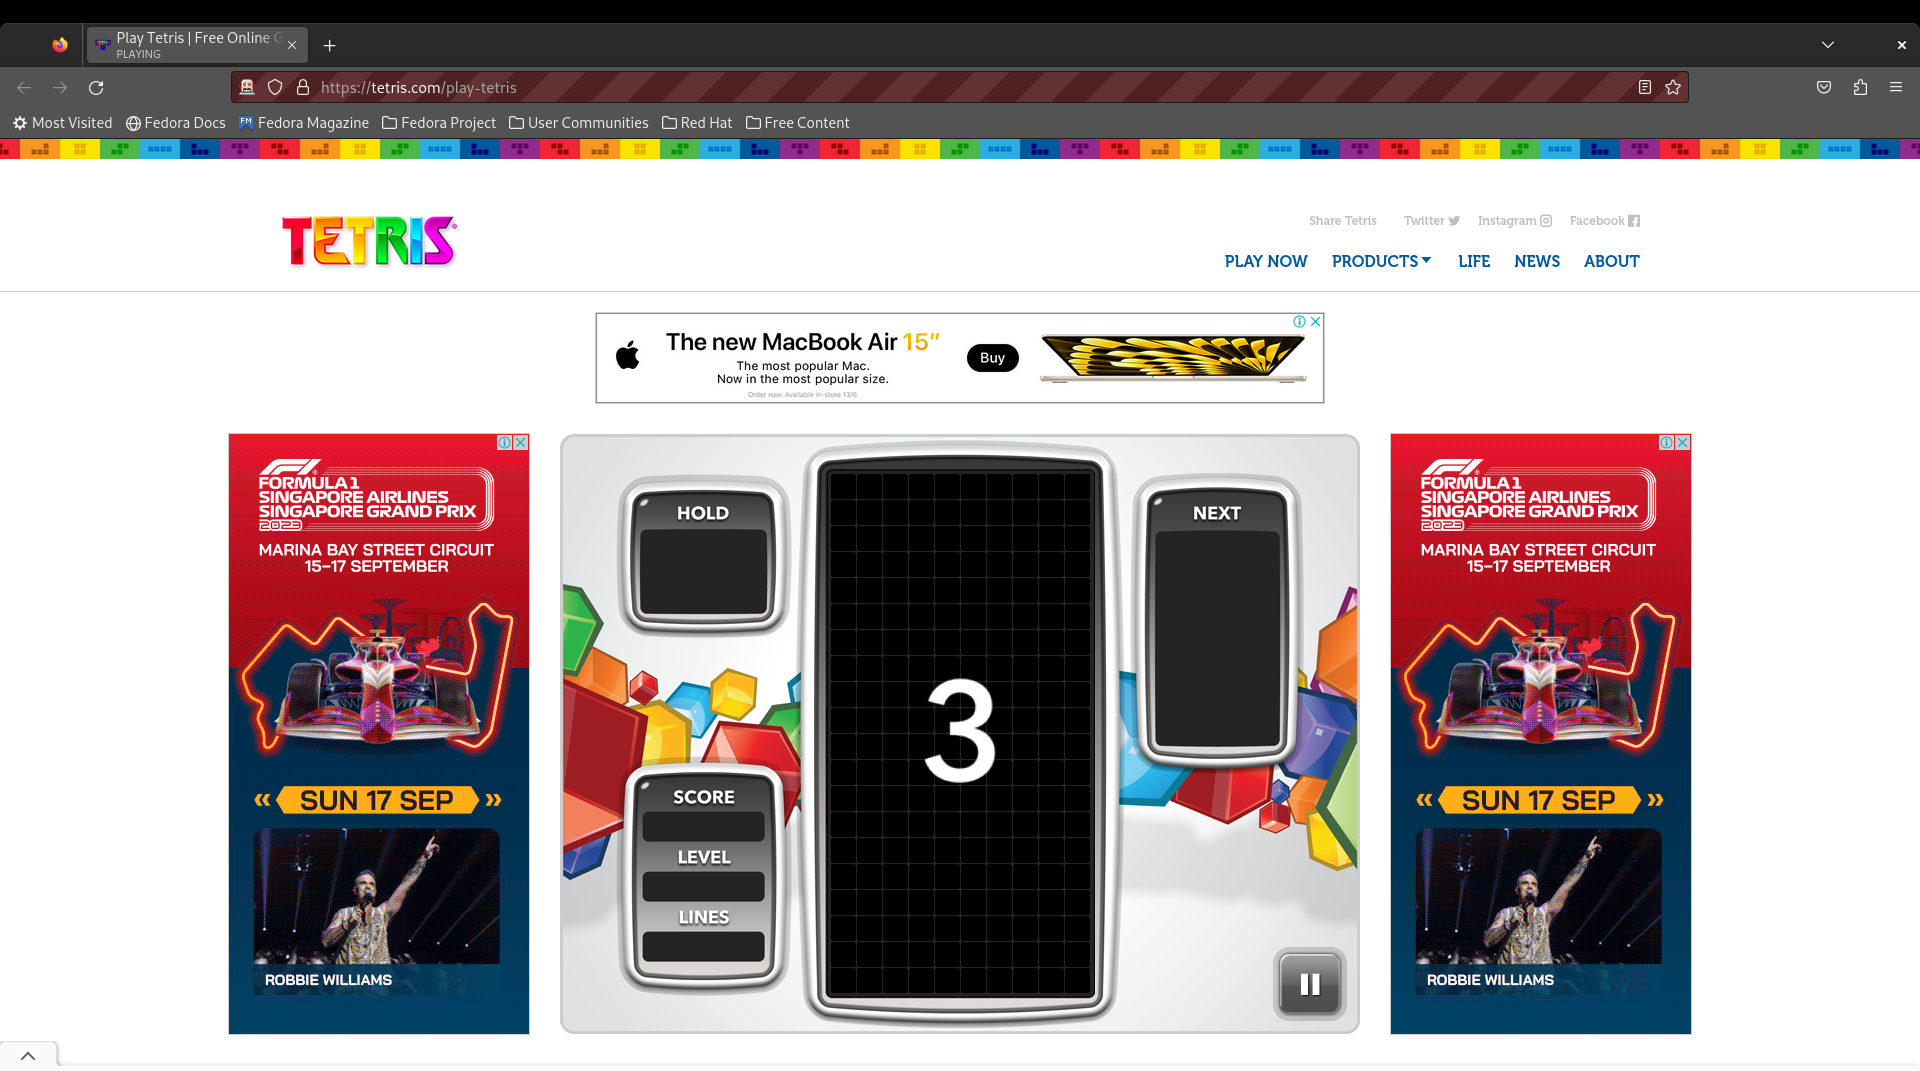 Play Tetris | Free Online G
PLAYING
https://tetris.com/play-tetris
Most Visited
Fedora Docs
Fedora Magazine
Fedora Project
User Communities
Red Hat
Free Content
TETRIS
Share Tetris
Twitter
Instagram
Facebook
PLAY NOW
PRODUCTS
LIFE
NEWS
ABOUT
The new MacBook Air 15”
The most popular Mac.
Now in the most popular size.
Order now. Available in-store 13/6.
Buy
FORMULA 1
SINGAPORE AIRLINES
SINGAPORE GRAND PRIX
2023
MARINA BAY STREET CIRCUIT
15–17 SEPTEMBER
« SUN 17 SEP »
ROBBIE WILLIAMS
HOLD
SCORE
LEVEL
LINES
3
NEXT
FORMULA 1
SINGAPORE AIRLINES
SINGAPORE GRAND PRIX
2023
MARINA BAY STREET CIRCUIT
15–17 SEPTEMBER
« SUN 17 SEP »
ROBBIE WILLIAMS